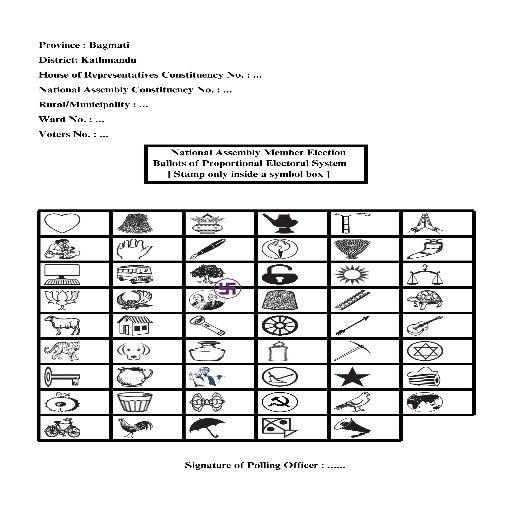 Province : Bagmati
District: Kathmandu
House of Representatives Constituency No. : ...
National Assembly Constituency No. : ...
Rural/Municipality : ...
Ward No. : ...
Voters No. : ...
National Assembly Member Election
Ballots of Proportional Electoral System
[ Stamp only inside a symbol box ]
Signature of Polling Officer : ......